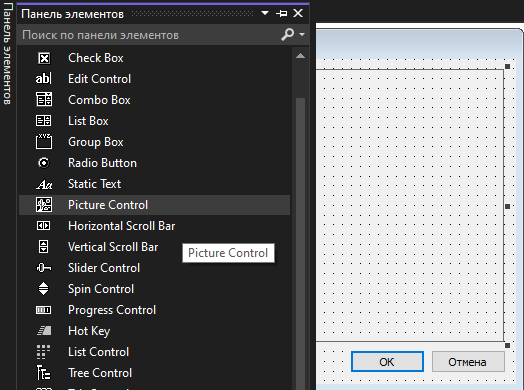 Панель элементов
Панель элементов
Поиск по панели элементов
Check Box
Edit Control
Combo Box
List Box
Group Box
Radio Button
Static Text
Picture Control
Horizontal Scroll Bar
Vertical Scroll Bar
Picture Control
Slider Control
Spin Control
Progress Control
Hot Key
List Control
Tree Control
OK
Отмена